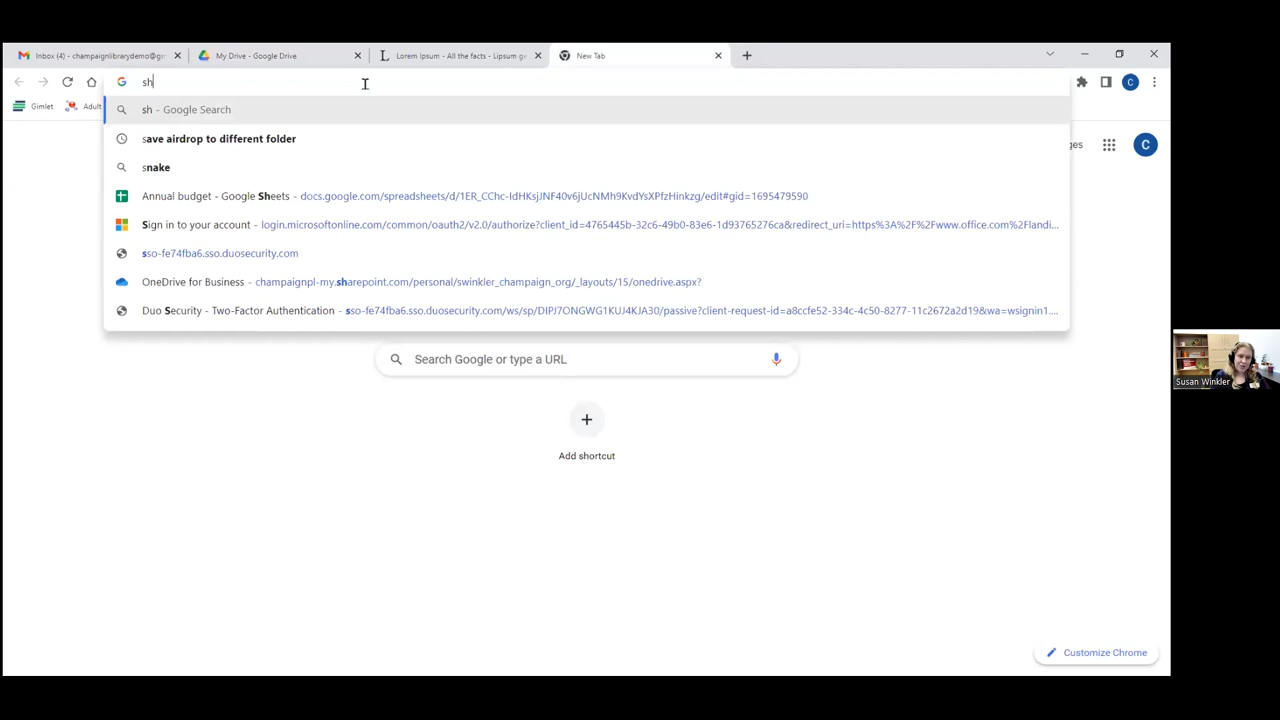 Inbox (4) - champaignlibrarydemo@gr
My Drive - Google Drive
Lorem Ipsum - All the facts - Lipsum ge
New Tab
sh
Gimlet
Adult
sh - Google Search
save airdrop to different folder
snake
Annual budget - Google Sheets - docs.google.com/spreadsheets/d/1ER_CChc-IdHKsjJNF40v6jUcNMh9KvdYsXPfzHinkzg/edit#gid=1695479590
Sign in to your account - login.microsoftonline.com/common/oauth2/v2.0/authorize?client_id=4765445b-32c6-49b0-83e6-1d93765276ca&redirect_uri=https%3A%2F%2Fwww.office.com%2Flandi...
sso-fe74fba6.sso.duosecurity.com
OneDrive for Business - champaignpl-my.sharepoint.com/personal/swinkler_champaign_org/_layouts/15/onedrive.aspx?
Duo Security - Two-Factor Authentication - sso-fe74fba6.sso.duosecurity.com/ws/sp/DIPJ7ONGWG1KUJ4KJA30/passive?client-request-id=a8ccfe52-334c-4c50-8277-11c2672a2d19&wa=wsignin1....
ges
C
C
Search Google or type a URL
Add shortcut
Susan Winkler
Customize Chrome